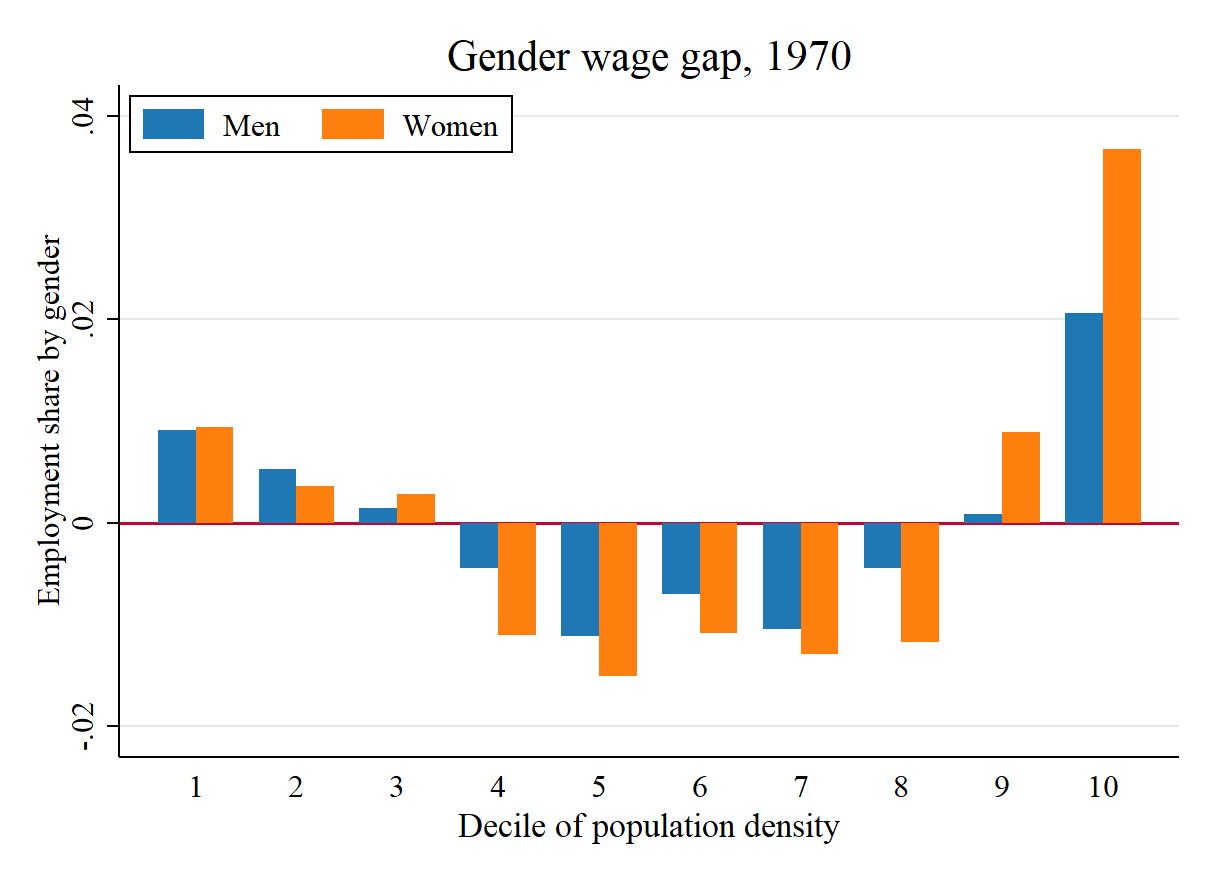 Gender wage gap, 1970
Men
Women
Employment share by gender
.04
.02
0
-.02
1 2 3 4 5 6 7 8 9 10
Decile of population density